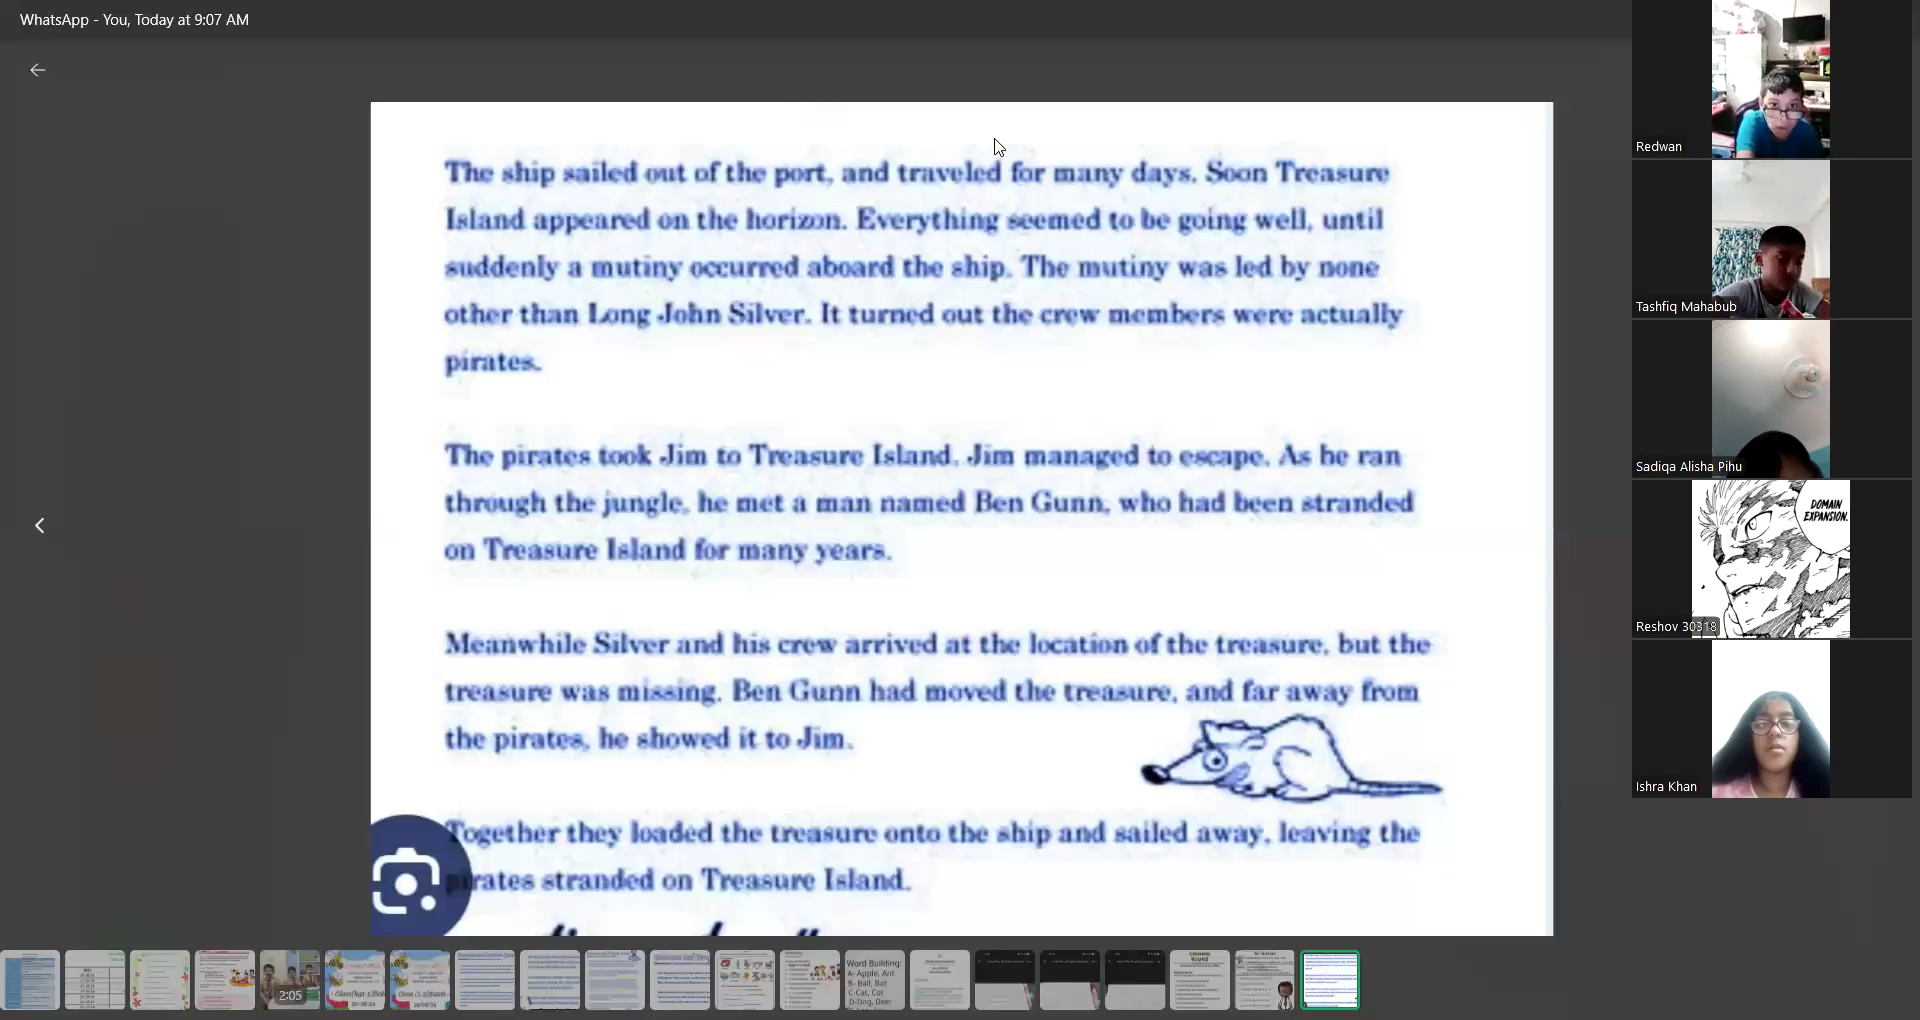 WhatsApp - You, Today at 9:07 AM
The ship sailed out of the port, and traveled for many days. Soon Treasure
Island appeared on the horizon. Everything seemed to be going well, until
suddenly a mutiny occurred aboard the ship. The mutiny was led by none
other than Long John Silver. It turned out the crew members were actually
pirates.
The pirates took Jim to Treasure Island. Jim managed to escape. As he ran
through the jungle, he met a man named Ben Gunn, who had been stranded
on Treasure Island for many years.
Meanwhile Silver and his crew arrived at the location of the treasure, but the
treasure was missing. Ben Gunn had moved the treasure, and far away from
the pirates, he showed it to Jim.
Together they loaded the treasure onto the ship and sailed away, leaving the
pirates stranded on Treasure Island.
Redwan
Tashfiq Mahabub
Sadiqa Alisha Pihu
DOMAIN
EXPANSION.
Reshov 30318
Ishra Khan
2:05
Word Building:
A- Apple, Ant
B- Ball, Bat
C-Cat, Cot
D-Dog, Deer